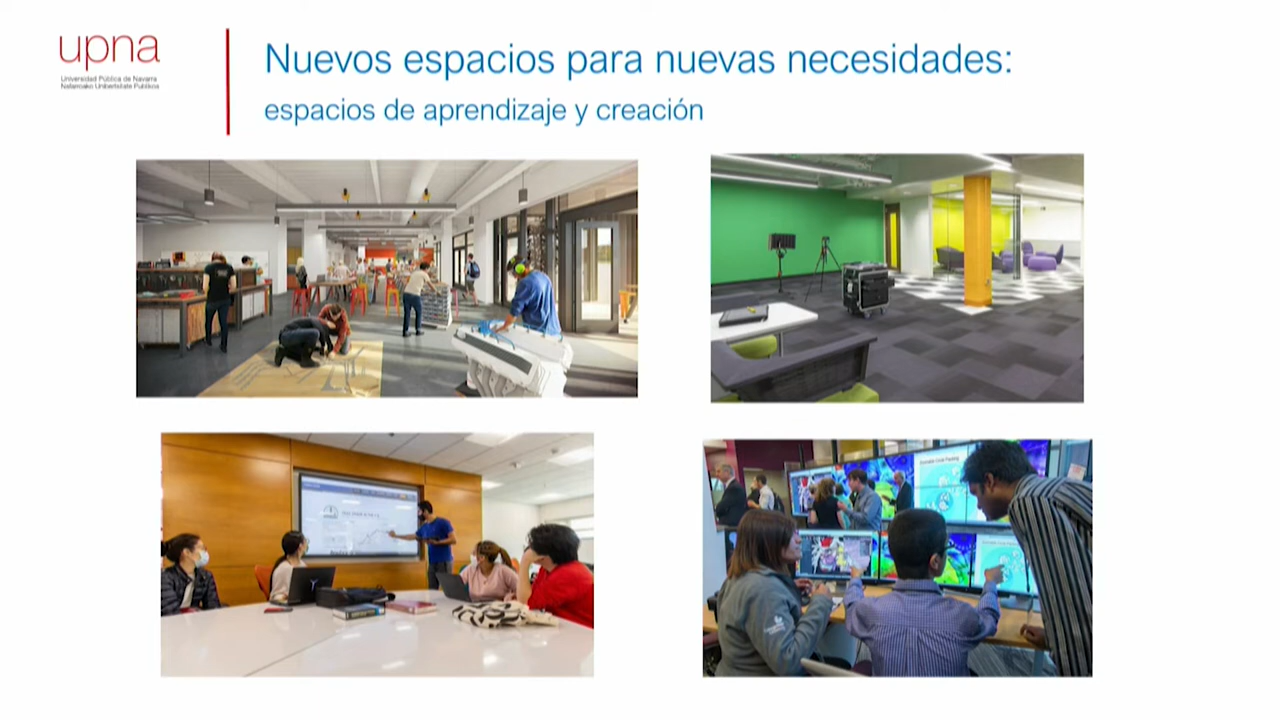 upna
Universidad Pública de Navarra
Nafarroako Unibertsitate Publikoa
Nuevos espacios para nuevas necesidades:
espacios de aprendizaje y creación